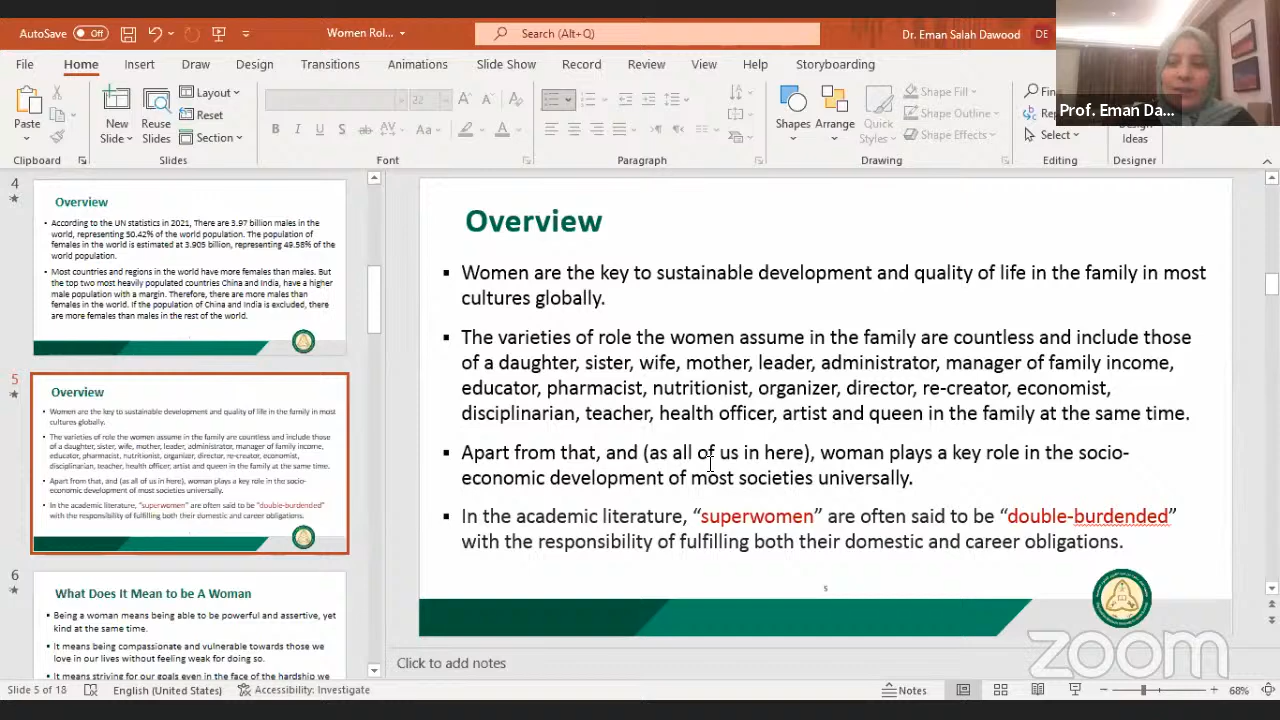 AutoSave Off Women Rol... Search (Alt+Q) Dr. Eman Salah Dawood DE
File Home Insert Draw Design Transitions Animations Slide Show Record Review View Help Storyboarding
Prof. Eman Da...
Paste New Slide Reuse Slides Layout Reset Section
22
Shapes Arrange Quick Styles Shape Fill Shape Outline Shape Effects
Select Design Ideas
Clipboard Slides Font Paragraph Drawing Editing Designer
4
Overview
According to the UN statistics in 2021, There are 3.97 billion males in the
world, representing 50.42% of the world population. The population of
females in the world is estimated at 3.905 billion, representing 49.58% of the
world population.
Most countries and regions in the world have more females than males. But
the top two most heavily populated countries China and India, have a higher
male population with a margin. Therefore, there are more males than
females in the world. If the population of China and India is excluded, there
are more females than males in the rest of the world.
5
Overview
Women are the key to sustainable development and quality of life in the family in most
cultures globally.
The varieties of role the women assume in the family are countless and include those
of a daughter, sister, wife, mother, leader, administrator, manager of family income,
educator, pharmacist, nutritionist, organizer, director, re-creator, economist,
disciplinarian, teacher, health officer, artist and queen in the family at the same time.
Apart from that, and (as all of us in here), woman plays a key role in the socio-
economic development of most societies universally.
In the academic literature, "superwomen" are often said to be "double-burdended"
with the responsibility of fulfilling both their domestic and career obligations.
6
What Does It Mean to be A Woman
Being a woman means being able to be powerful and assertive, yet
kind at the same time.
It means being compassionate and vulnerable towards those we
love in our lives without feeling weak for doing so.
It means striving for our goals even in the face of the hardship we
Overview
▪ Women are the key to sustainable development and quality of life in the family in most
cultures globally.
▪ The varieties of role the women assume in the family are countless and include those
of a daughter, sister, wife, mother, leader, administrator, manager of family income,
educator, pharmacist, nutritionist, organizer, director, re-creator, economist,
disciplinarian, teacher, health officer, artist and queen in the family at the same time.
▪ Apart from that, and (as all of us in here), woman plays a key role in the socio-
economic development of most societies universally.
▪ In the academic literature, “superwomen” are often said to be “double-burdended”
with the responsibility of fulfilling both their domestic and career obligations.
5
zoom
Click to add notes
Slide 5 of 18 English (United States) Accessibility: Investigate Notes 68%